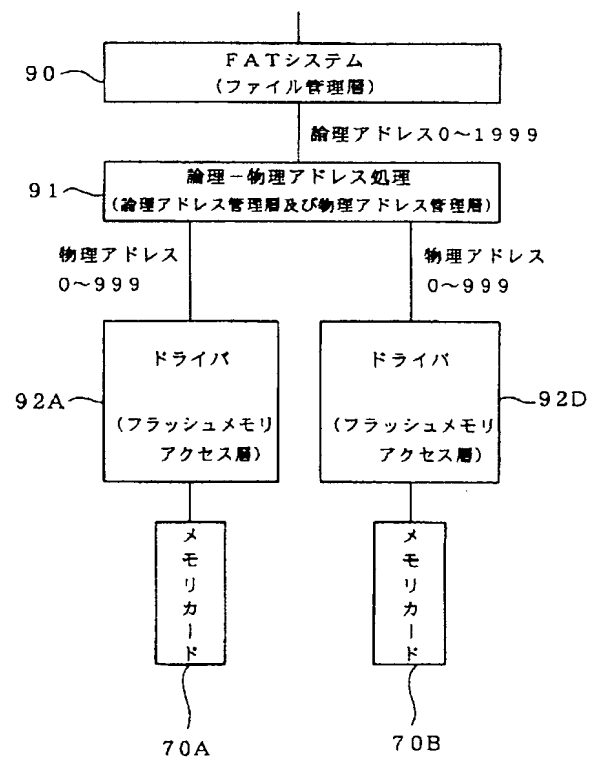 90
FATシステム
(ファイル管理層)
論理アドレス0〜1999
91
論理－物理アドレス処理
(論理アドレス管理層及び物理アドレス管理層)
物理アドレス
0〜999
物理アドレス
0〜999
92A
ドライバ
(フラッシュメモリ
アクセス層)
ドライバ
(フラッシュメモリ
アクセス層)
92D
メモリカード
メモリカード
70A
70B